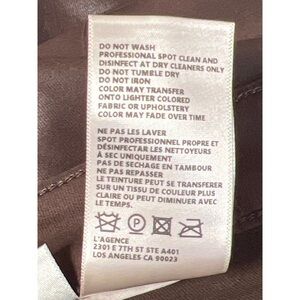 DO NOT WASH
PROFESSIONAL SPOT CLEAN AND
DISINFECT AT DRY CLEANERS ONLY
DO NOT TUMBLE DRY
DO NOT IRON
COLOR MAY TRANSFER
ONTO LIGHTER COLORED
FABRIC OR UPHOLSTERY
COLOR MAY FADE OVER TIME
NE PAS LES LAVER
SPOT PROFESSIONNEL PROPRE ET
DÉSINFECTAR LES NETTOYEURS
À SEC UNIQUEMENT
PAS DE SECHAGE EN TAMBOUR
NE PAS REPASSER
LE TEINTURE PEUT SE TRANSFERER
SUR UN TISSU DE COULEUR PLUS
CLAIRE OU PEUT DIMINUER AVEC
LE TEMPS.
L'AGENCE
2301 E 7TH ST STE A401
LOS ANGELES CA 90023